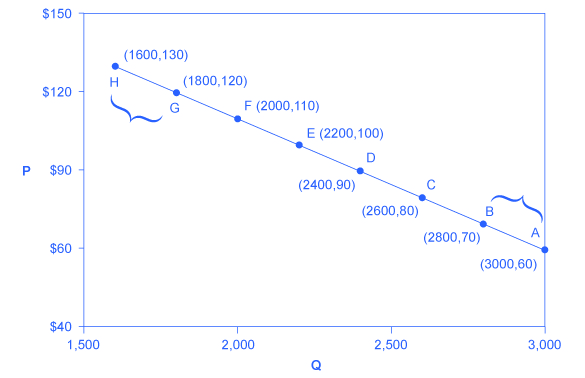 $150
(1600,130)
H
(1800,120)
$120
G
F (2000,110)
E (2200,100)
D
P
$90
(2400,90)
C
(2600,80)
B
(2800,70)
A
$60
(3000,60)
$40
1,500
2,000
2,500
3,000
Q